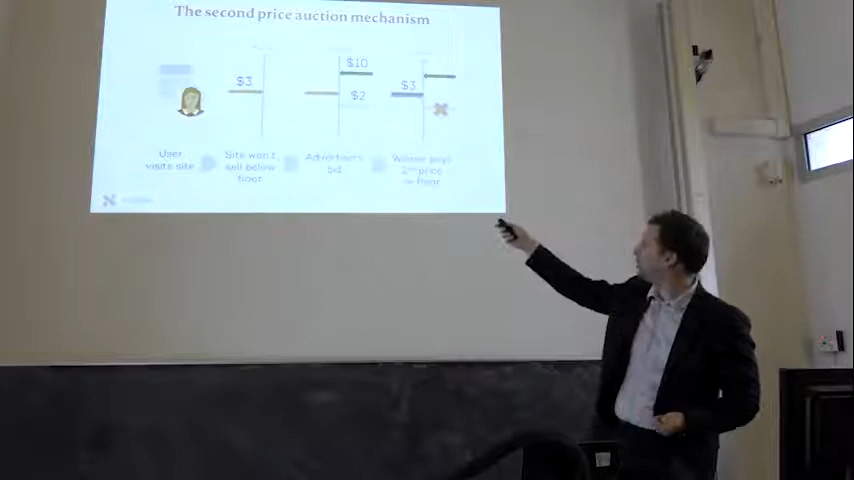 The second price auction mechanism
$3
$10
$2
$3
User
visits site
Site won't
sell below
floor
Advertisers
bid
Winner pays
2nd price
or floor